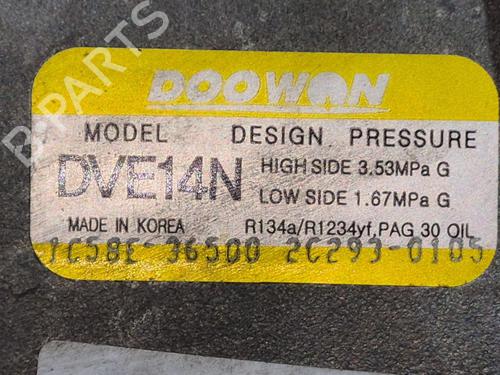 DOOWON
MODEL DESIGN PRESSURE
DVE14N HIGH SIDE 3.53MPa G
LOW SIDE 1.67MPa G
MADE IN KOREA R134a/R1234yf, PAG 30 OIL
1C58E-36500 2C293-0105
B-PARTS